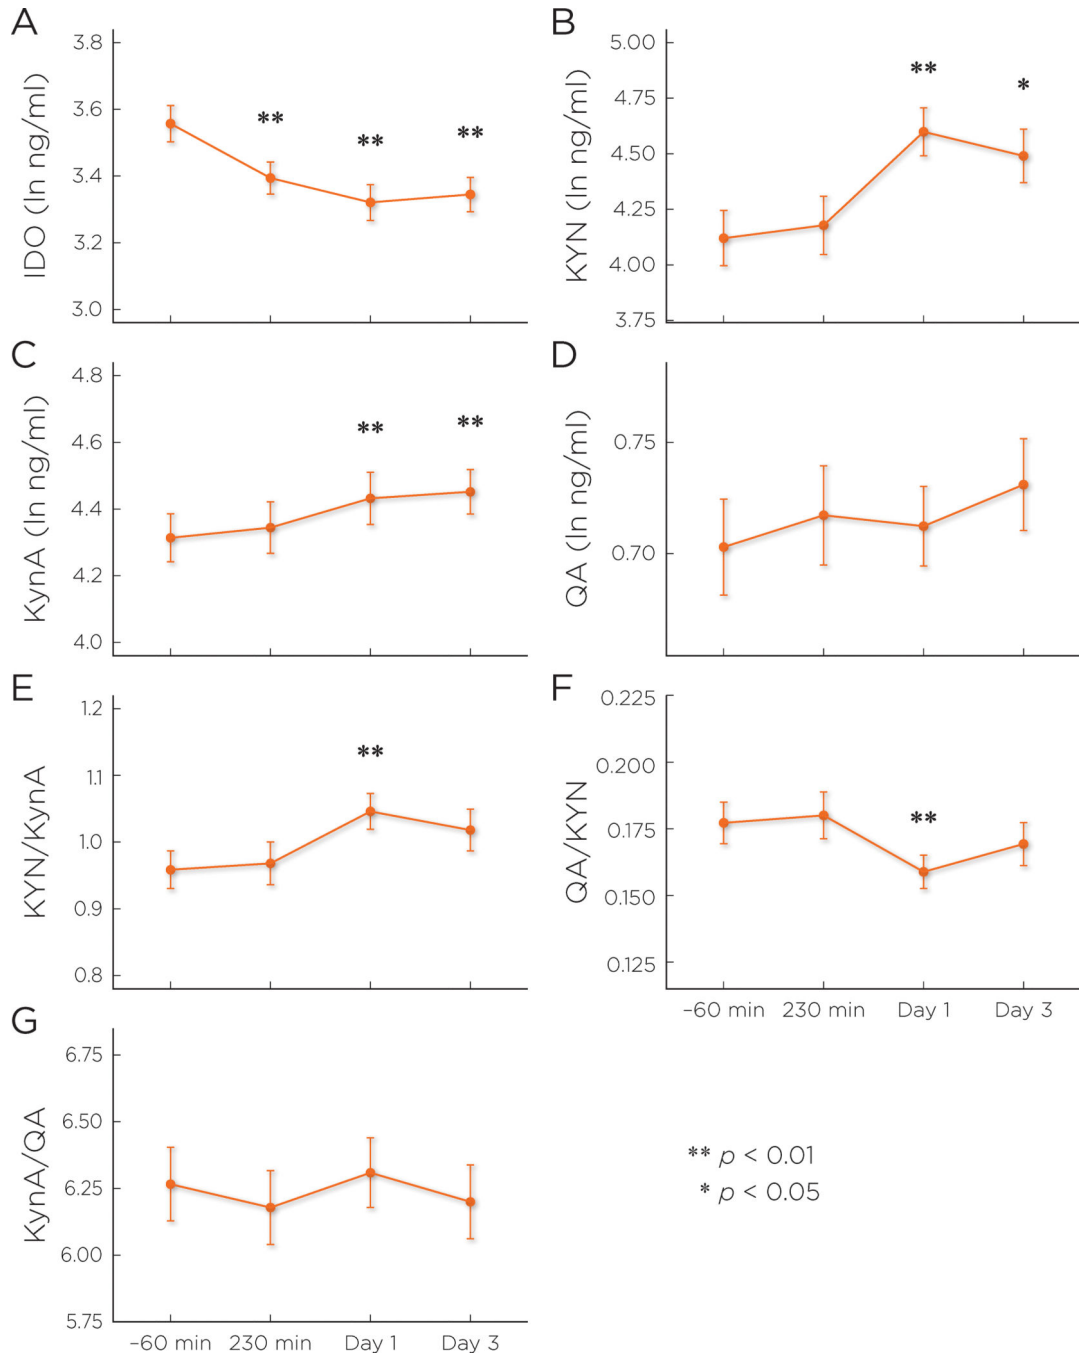 A
IDO (ln ng/ml)
3.8
3.6
3.4
3.2
3.0
**
**
**
B
KYN (ln ng/ml)
5.00
4.75
4.50
4.25
4.00
3.75
**
*
C
KynA (ln ng/ml)
4.8
4.6
4.4
4.2
4.0
**
**
D
QA (ln ng/ml)
0.75
0.70
E
KYN/KynA
1.2
1.1
1.0
0.9
0.8
**
F
QA/KYN
0.225
0.200
0.175
0.150
0.125
**
-60 min
230 min
Day 1
Day 3
G
KynA/QA
6.75
6.50
6.25
6.00
5.75
-60 min
230 min
Day 1
Day 3
** p < 0.01
* p < 0.05